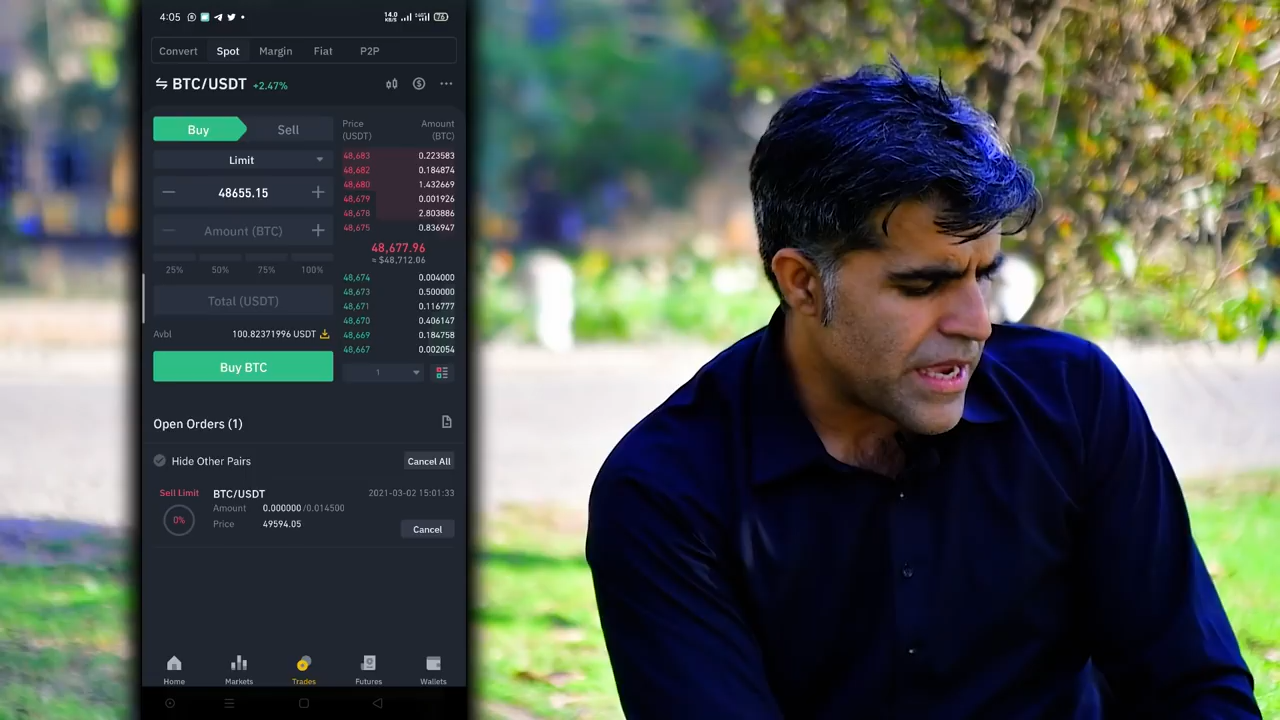 4:05
14.0 KB/S
76
Convert Spot Margin Fiat P2P
BTC/USDT +2.47%
Buy Sell
Price (USDT) Amount (BTC)
Limit
48,683 0.223583
48,682 0.184874
48,680 1.432669
48,679 0.001926
48,678 2.803886
48,675 0.836947
48655.15
Amount (BTC)
48,677.96
≈ $48,712.06
25% 50% 75% 100%
48,674 0.004000
48,673 0.500000
48,671 0.116777
48,670 0.406147
48,669 0.184758
48,667 0.002054
Total (USDT)
Avbl 100.82371996 USDT
Buy BTC
1
Open Orders (1)
Hide Other Pairs Cancel All
Sell Limit BTC/USDT 2021-03-02 15:01:33
Amount 0.000000/0.014500
0% Price 49594.05 Cancel
Home Markets Trades Futures Wallets